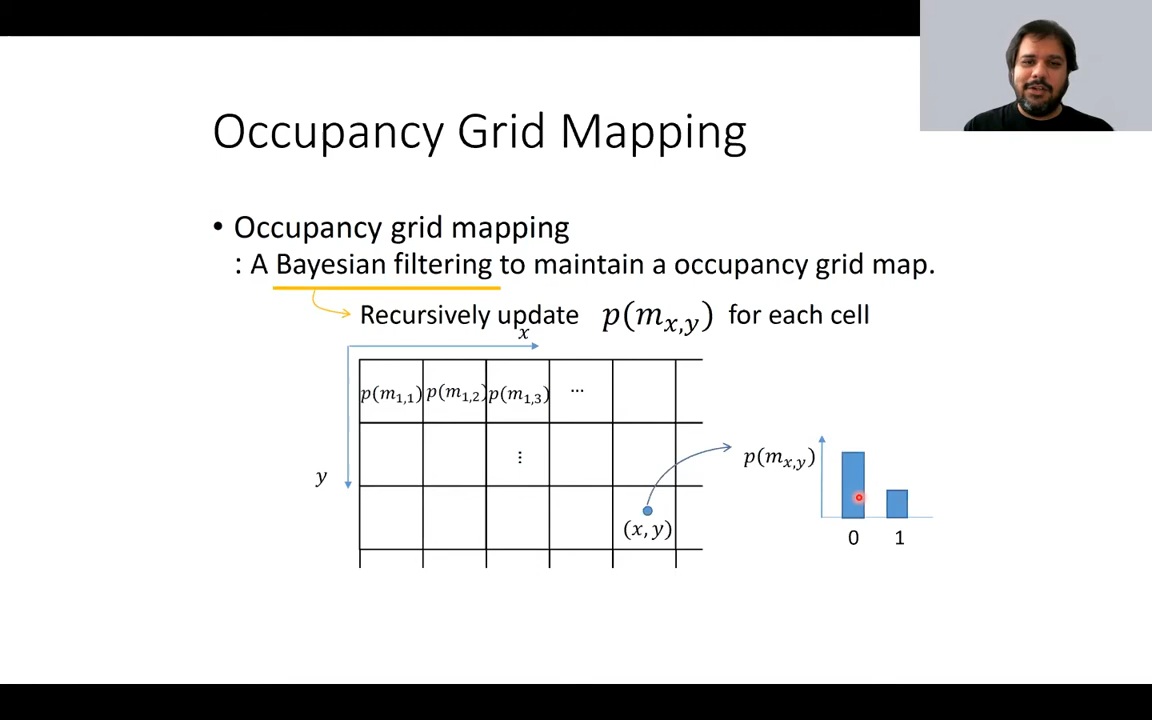 Occupancy Grid Mapping
• Occupancy grid mapping
: A Bayesian filtering to maintain a occupancy grid map.
Recursively update p(m_{x,y}) for each cell
x
p(m_{1,1}) p(m_{1,2}) p(m_{1,3}) ⋯
⋮
y
p(m_{x,y})
(x, y)
0 1